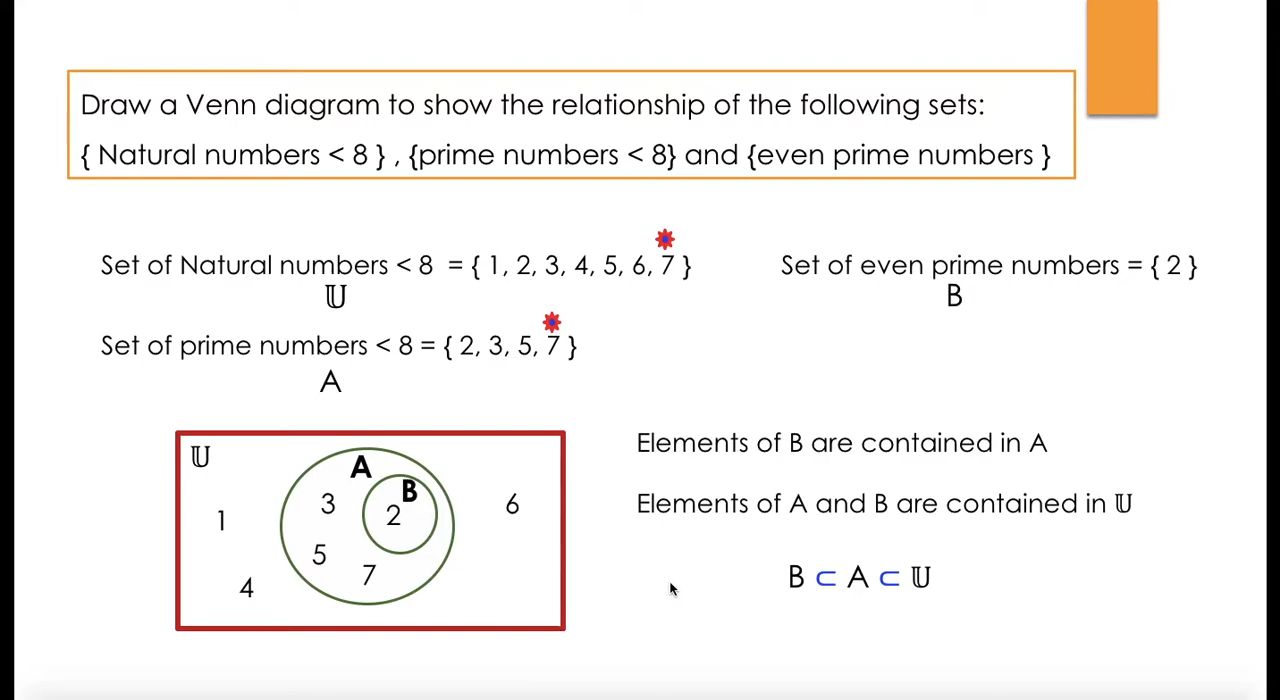 Draw a Venn diagram to show the relationship of the following sets:
{ Natural numbers < 8 } , {prime numbers < 8} and {even prime numbers }
Set of Natural numbers < 8 = { 1, 2, 3, 4, 5, 6, 7 }
𝕌
Set of even prime numbers = { 2 }
B
Set of prime numbers < 8 = { 2, 3, 5, 7 }
A
𝕌
A
B
3
2
6
1
5
7
4
Elements of B are contained in A
Elements of A and B are contained in 𝕌
B ⊂ A ⊂ 𝕌